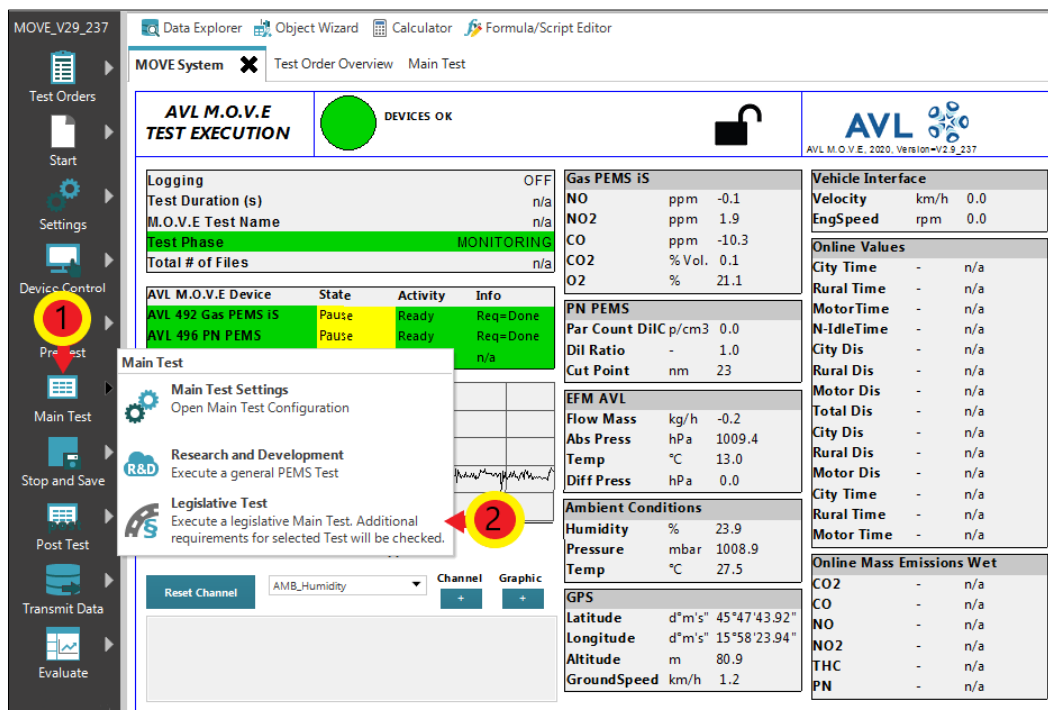 MOVE_V29_237
Data Explorer Object Wizard Calculator Formula/Script Editor
MOVE System Test Order Overview Main Test
Test Orders
Start
Settings
Device Control
1
Main Test
Stop and Save
Post Test
Transmit Data
Evaluate
AVL M.O.V.E
TEST EXECUTION
DEVICES OK
AVL
AVL M.O.V.E, 2020, Version=V2.9_237
Logging OFF
Test Duration (s) n/a
M.O.V.E Test Name n/a
Test Phase MONITORING
Total # of Files n/a
AVL M.O.V.E Device State Activity Info
AVL 492 Gas PEMS iS Pause Ready Req=Done
AVL 496 PN PEMS Pause Ready Req=Done
n/a
Main Test
Main Test Settings
Open Main Test Configuration
R&D
Research and Development
Execute a general PEMS Test
§
Legislative Test
Execute a legislative Main Test. Additional
requirements for selected Test will be checked.
2
Reset Channel
AMB_Humidity
Channel Graphic
+ +
Gas PEMS iS
NO ppm -0.1
NO2 ppm 1.9
CO ppm -10.3
CO2 % Vol. 0.1
O2 % 21.1
PN PEMS
Par Count DilC p/cm3 0.0
Dil Ratio - 1.0
Cut Point nm 23
EFM AVL
Flow Mass kg/h -0.2
Abs Press hPa 1009.4
Temp °C 13.0
Diff Press hPa 0.0
Ambient Conditions
Humidity % 23.9
Pressure mbar 1008.9
Temp °C 27.5
GPS
Latitude d°m's" 45°47'43.92"
Longitude d°m's" 15°58'23.94"
Altitude m 80.9
GroundSpeed km/h 1.2
Vehicle Interface
Velocity km/h 0.0
EngSpeed rpm 0.0
Online Values
City Time - n/a
Rural Time - n/a
MotorTime - n/a
N-IdleTime - n/a
City Dis - n/a
Rural Dis - n/a
Motor Dis - n/a
Total Dis - n/a
City Dis - n/a
Rural Dis - n/a
Motor Dis - n/a
City Time - n/a
Rural Time - n/a
Motor Time - n/a
Online Mass Emissions Wet
CO2 - n/a
CO - n/a
NO - n/a
NO2 - n/a
THC - n/a
PN - n/a